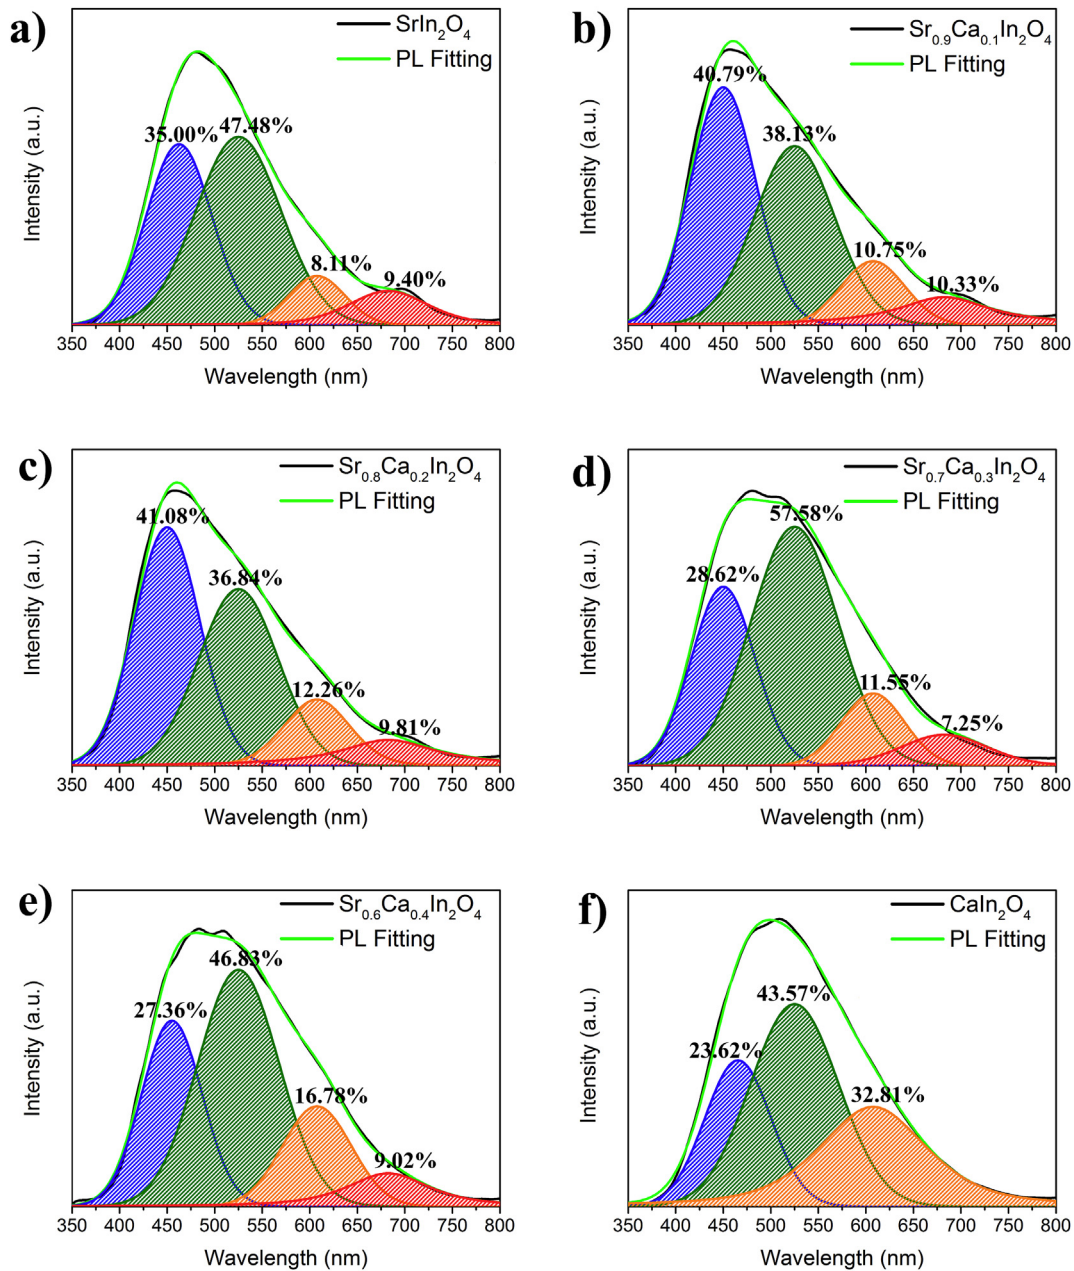 a)
SrIn2O4
PL Fitting
35.00%
47.48%
8.11%
9.40%
Intensity (a.u.)
350 400 450 500 550 600 650 700 750 800
Wavelength (nm)
b)
Sr0.9Ca0.1In2O4
PL Fitting
40.79%
38.13%
10.75%
10.33%
Intensity (a.u.)
350 400 450 500 550 600 650 700 750 800
Wavelength (nm)
c)
Sr0.8Ca0.2In2O4
PL Fitting
41.08%
36.84%
12.26%
9.81%
Intensity (a.u.)
350 400 450 500 550 600 650 700 750 800
Wavelength (nm)
d)
Sr0.7Ca0.3In2O4
PL Fitting
57.58%
28.62%
11.55%
7.25%
Intensity (a.u.)
350 400 450 500 550 600 650 700 750 800
Wavelength (nm)
e)
Sr0.6Ca0.4In2O4
PL Fitting
46.83%
27.36%
16.78%
9.02%
Intensity (a.u.)
350 400 450 500 550 600 650 700 750 800
Wavelength (nm)
f)
CaIn2O4
PL Fitting
43.57%
23.62%
32.81%
Intensity (a.u.)
350 400 450 500 550 600 650 700 750 800
Wavelength (nm)